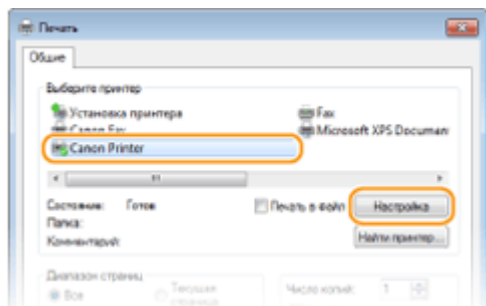 Печать
Общие
Выберите принтер
Установка принтера
Fax
Canon Fax
Microsoft XPS Documen
Canon Printer
Состояние: Готов
Печать в файл
Настройка
Папка:
Комментарий:
Найти принтер...
Диапазон страниц
Все
Текущая страница
Число копий: 1